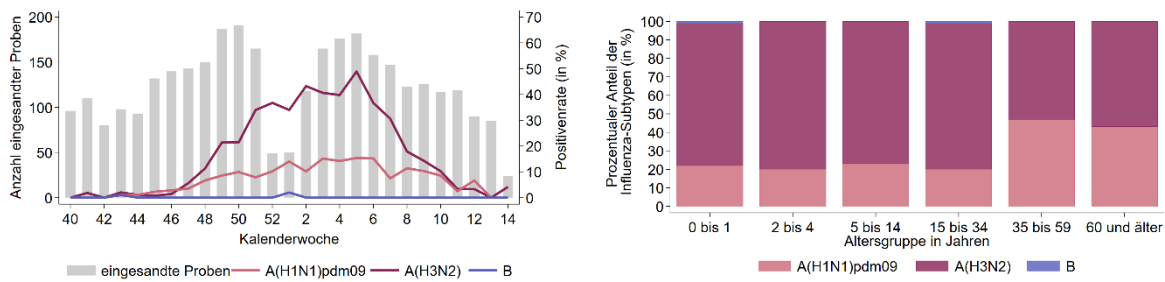 Anzahl eingesandter Proben
200
150
100
50
0
70
60
50
40
30
20
10
0
Positivenrate (in %)
40 42 44 46 48 50 52 2 4 6 8 10 12 14
Kalenderwoche
eingesandte Proben A(H1N1)pdm09 A(H3N2) B
Prozentualer Anteil der
Influenza-Subtypen (in %)
100
90
80
70
60
50
40
30
20
10
0
0 bis 1 2 bis 4 5 bis 14 15 bis 34 35 bis 59 60 und älter
Altersgruppe in Jahren
A(H1N1)pdm09 A(H3N2) B